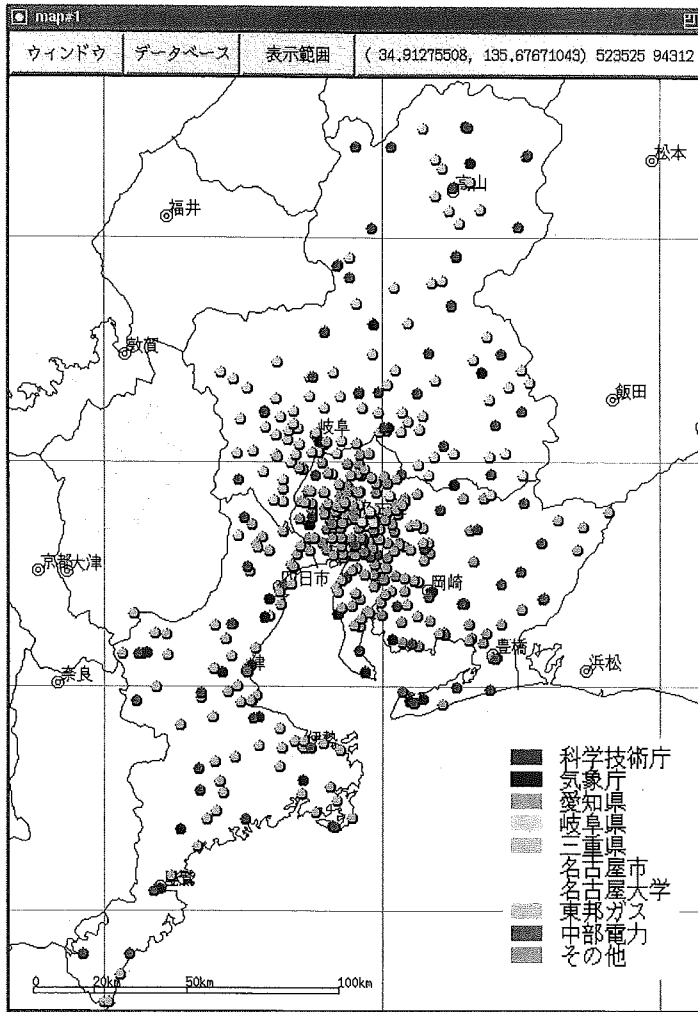 map#1
ウィンドウ データベース 表示範囲 ( 34.91275508, 135.67671043) 523525 94312
松本
高山
福井
敦賀
飯田
岐阜
京都 大津
四日市
岡崎
豊橋
浜松
奈良
津
伊勢
科学技術庁
気象庁
愛知県
岐阜県
三重県
名古屋市
名古屋大学
東邦ガス
中部電力
その他
0 20km 50km 100km